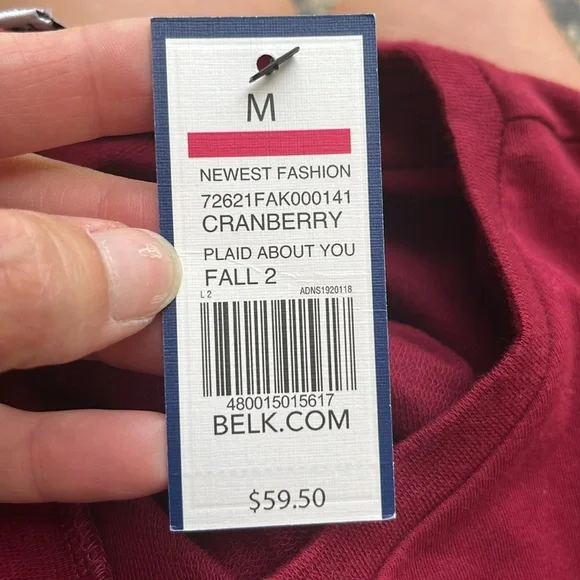 M
NEWEST FASHION
72621FAK000141
CRANBERRY
PLAID ABOUT YOU
FALL 2
L 2 ADNS1920118
480015015617
BELK.COM
$59.50